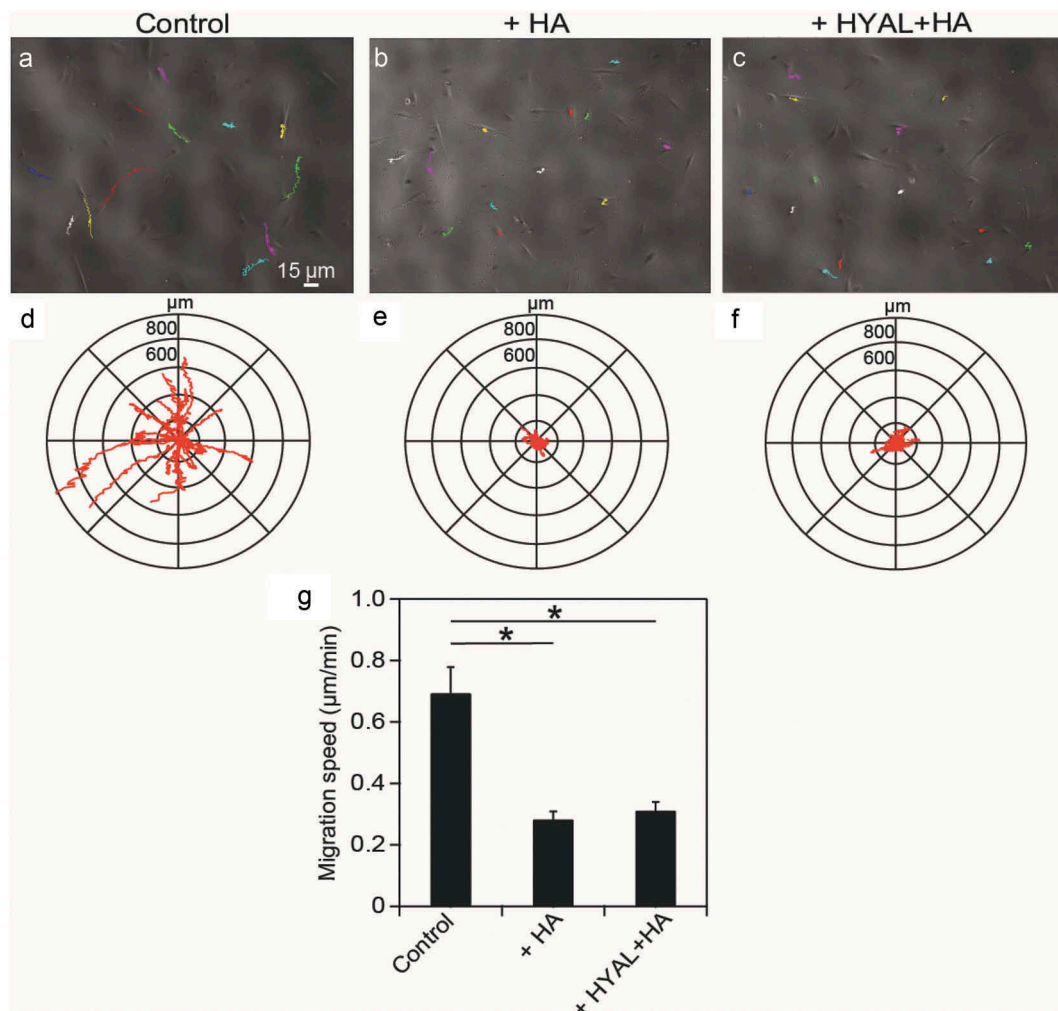 Control
+ HA
+ HYAL+HA
a
b
c
15 µm
d
µm
800
600
e
µm
800
600
f
µm
800
600
g
Migration speed (µm/min)
1.0
0.8
0.6
0.4
0.2
0
*
*
Control
+ HA
+ HYAL+HA